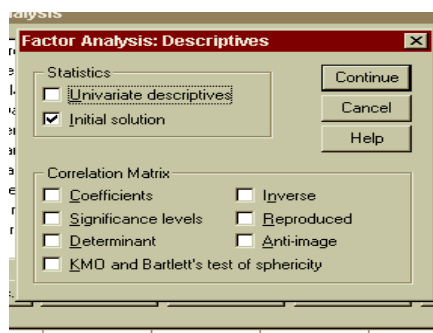 alysis
Factor Analysis: Descriptives
Statistics
Univariate descriptives
Initial solution
Continue
Cancel
Help
Correlation Matrix
Coefficients
Inverse
Significance levels
Reproduced
Determinant
Anti-image
KMO and Bartlett's test of sphericity